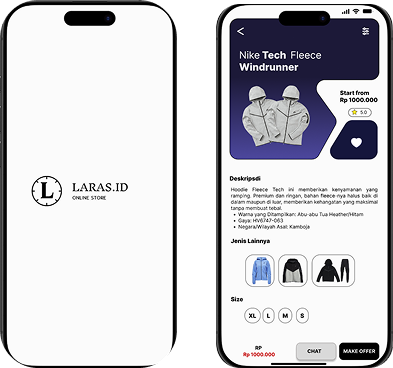 L
LARAS.ID
ONLINE STORE
Nike Tech Fleece
Windrunner
Start from
Rp 1000.000
5.0
Deskripsdi
Hoodie Fleece Tech ini memberikan kenyamanan yang
ramping. Premium dan ringan, bahan fleece nya halus baik di
dalam maupun di luar, memberikan kehangatan yang maksimal
tanpa membuat tebal.
• Warna yang Ditampilkan: Abu-abu Tua Heather/Hitam
• Gaya: HV6747-063
• Negara/Wilayah Asal: Kamboja
Jenis Lainnya
Size
XL L M S
RP
Rp 1000.000
CHAT
MAKE OFFER